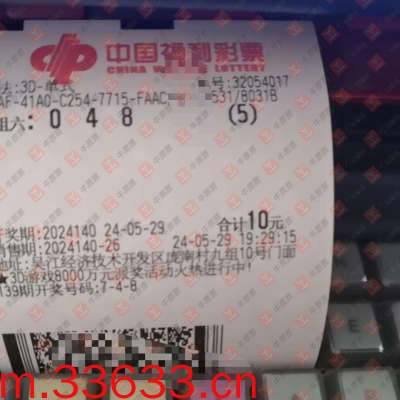 中国福利彩票
CHINA W LOTTERY
法:3D-单式 号:32054017
AF-41A0-C254-7715-FAAC 531/8031B
组六: 0 4 8 (5)
开奖期:2024140 24-05-29 合计10元
售期:2024140-26 24-05-29 19:29:15
地址:吴江经济技术开发区庞南村九组10号门面
★3D游戏8000万元派奖活动火热进行中!
139期开奖号码:7-4-8
m.33633.cn
E